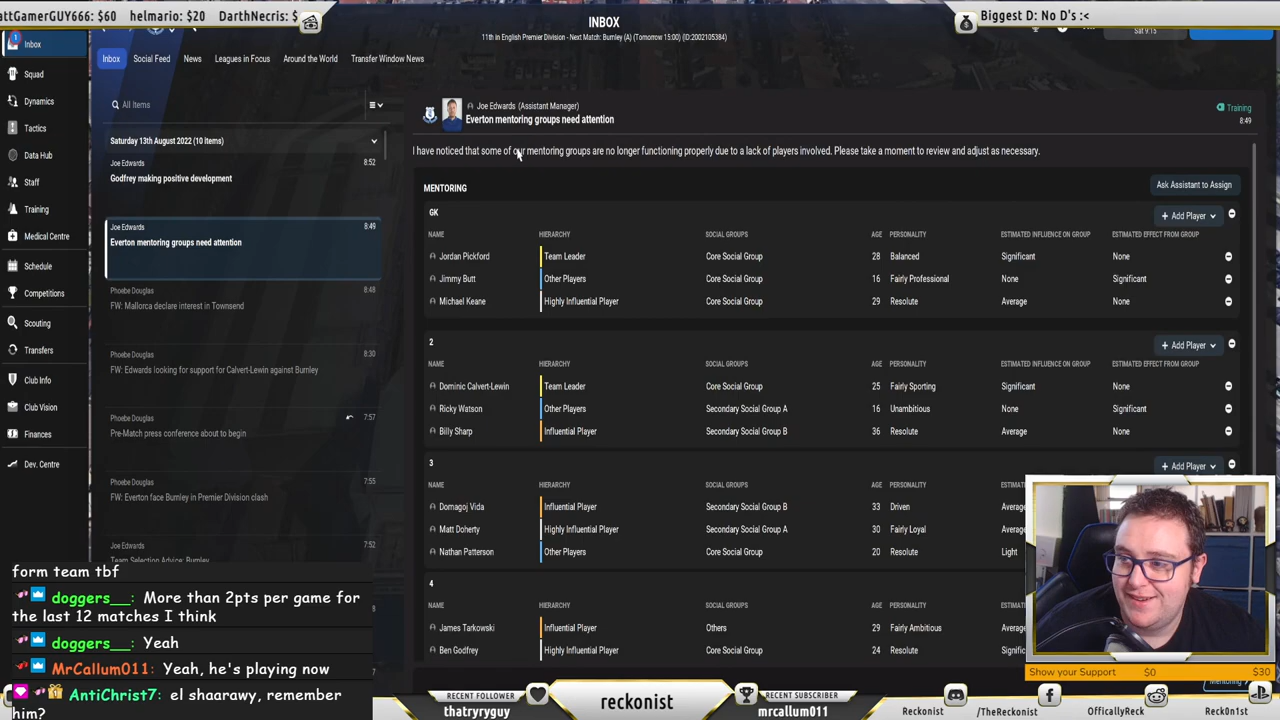 attGamerGUY666: $60 helmario: $20 DarthNecris: $
INBOX
Biggest D: No D's :<
11th in English Premier Division - Next Match: Burnley (A) (Tomorrow 15:00) (ID:2002105384)
Sat 9:15
Inbox
Squad
Dynamics
Tactics
Data Hub
Staff
Training
Medical Centre
Schedule
Competitions
Scouting
Transfers
Club Info
Club Vision
Finances
Dev. Centre
Inbox Social Feed News Leagues in Focus Around the World Transfer Window News
All Items
Saturday 13th August 2022 (10 items)
Joe Edwards 8:52
Godfrey making positive development
Joe Edwards 8:49
Everton mentoring groups need attention
Phoebe Douglas 8:48
FW: Mallorca declare interest in Townsend
Phoebe Douglas 8:30
FW: Edwards looking for support for Calvert-Lewin against Burnley
Phoebe Douglas 7:57
Pre-Match press conference about to begin
Phoebe Douglas 7:55
FW: Everton face Burnley in Premier Division clash
Joe Edwards 7:52
Team Selection Advice: Burnley
Joe Edwards (Assistant Manager)
Everton mentoring groups need attention
Training
8:49
I have noticed that some of our mentoring groups are no longer functioning properly due to a lack of players involved. Please take a moment to review and adjust as necessary.
MENTORING
Ask Assistant to Assign
GK
+ Add Player
NAME HIERARCHY SOCIAL GROUPS AGE PERSONALITY ESTIMATED INFLUENCE ON GROUP ESTIMATED EFFECT FROM GROUP
Jordan Pickford Team Leader Core Social Group 28 Balanced Significant None
Jimmy Butt Other Players Core Social Group 16 Fairly Professional None Significant
Michael Keane Highly Influential Player Core Social Group 29 Resolute Average None
2
+ Add Player
NAME HIERARCHY SOCIAL GROUPS AGE PERSONALITY ESTIMATED INFLUENCE ON GROUP ESTIMATED EFFECT FROM GROUP
Dominic Calvert-Lewin Team Leader Core Social Group 25 Fairly Sporting Significant None
Ricky Watson Other Players Secondary Social Group A 16 Unambitious None Significant
Billy Sharp Influential Player Secondary Social Group B 36 Resolute Average None
3
+ Add Player
NAME HIERARCHY SOCIAL GROUPS AGE PERSONALITY
Domagoj Vida Influential Player Secondary Social Group B 33 Driven Average
Matt Doherty Highly Influential Player Secondary Social Group A 30 Fairly Loyal Average
Nathan Patterson Other Players Core Social Group 20 Resolute Light
4
NAME HIERARCHY SOCIAL GROUPS AGE PERSONALITY
James Tarkowski Influential Player Others 29 Fairly Ambitious Average
Ben Godfrey Highly Influential Player Core Social Group 24 Resolute
Mentoring
form team tbf
doggers__: More than 2pts per game for
the last 12 matches I think
doggers__: Yeah
MrCallum011: Yeah, he's playing now
AntiChrist7: el shaarawy, remember
him?
Show your Support $0 $30
RECENT FOLLOWER
thatryryguy
reckonist
RECENT SUBSCRIBER
mrcallum011
Reckonist
/TheReckonist
OfficallyReck
Reck0n1st